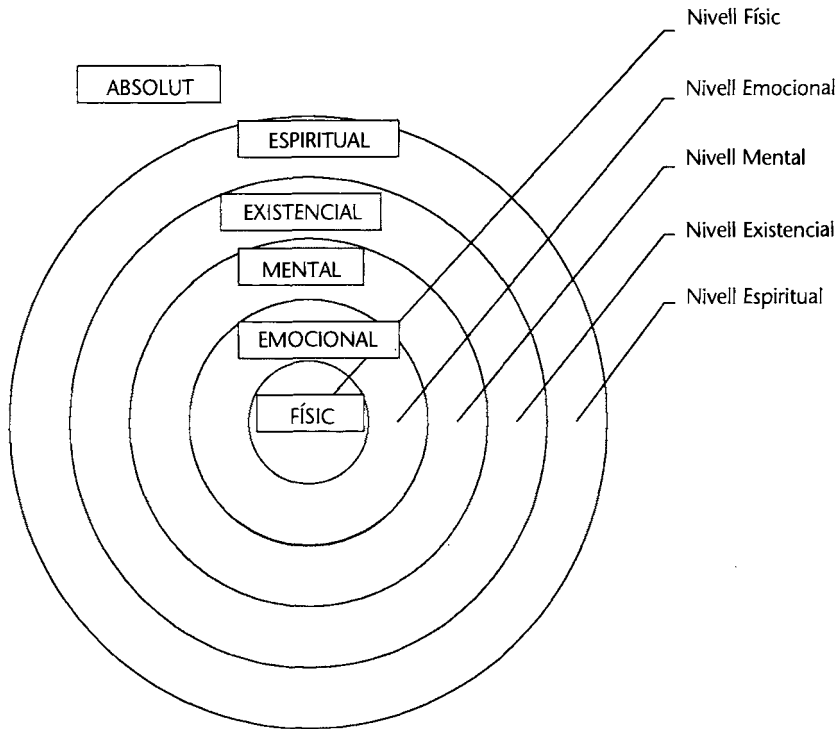 Nivell Físic
ABSOLUT
Nivell Emocional
ESPIRITUAL
Nivell Mental
EXISTENCIAL
Nivell Existencial
MENTAL
Nivell Espiritual
EMOCIONAL
FÍSIC